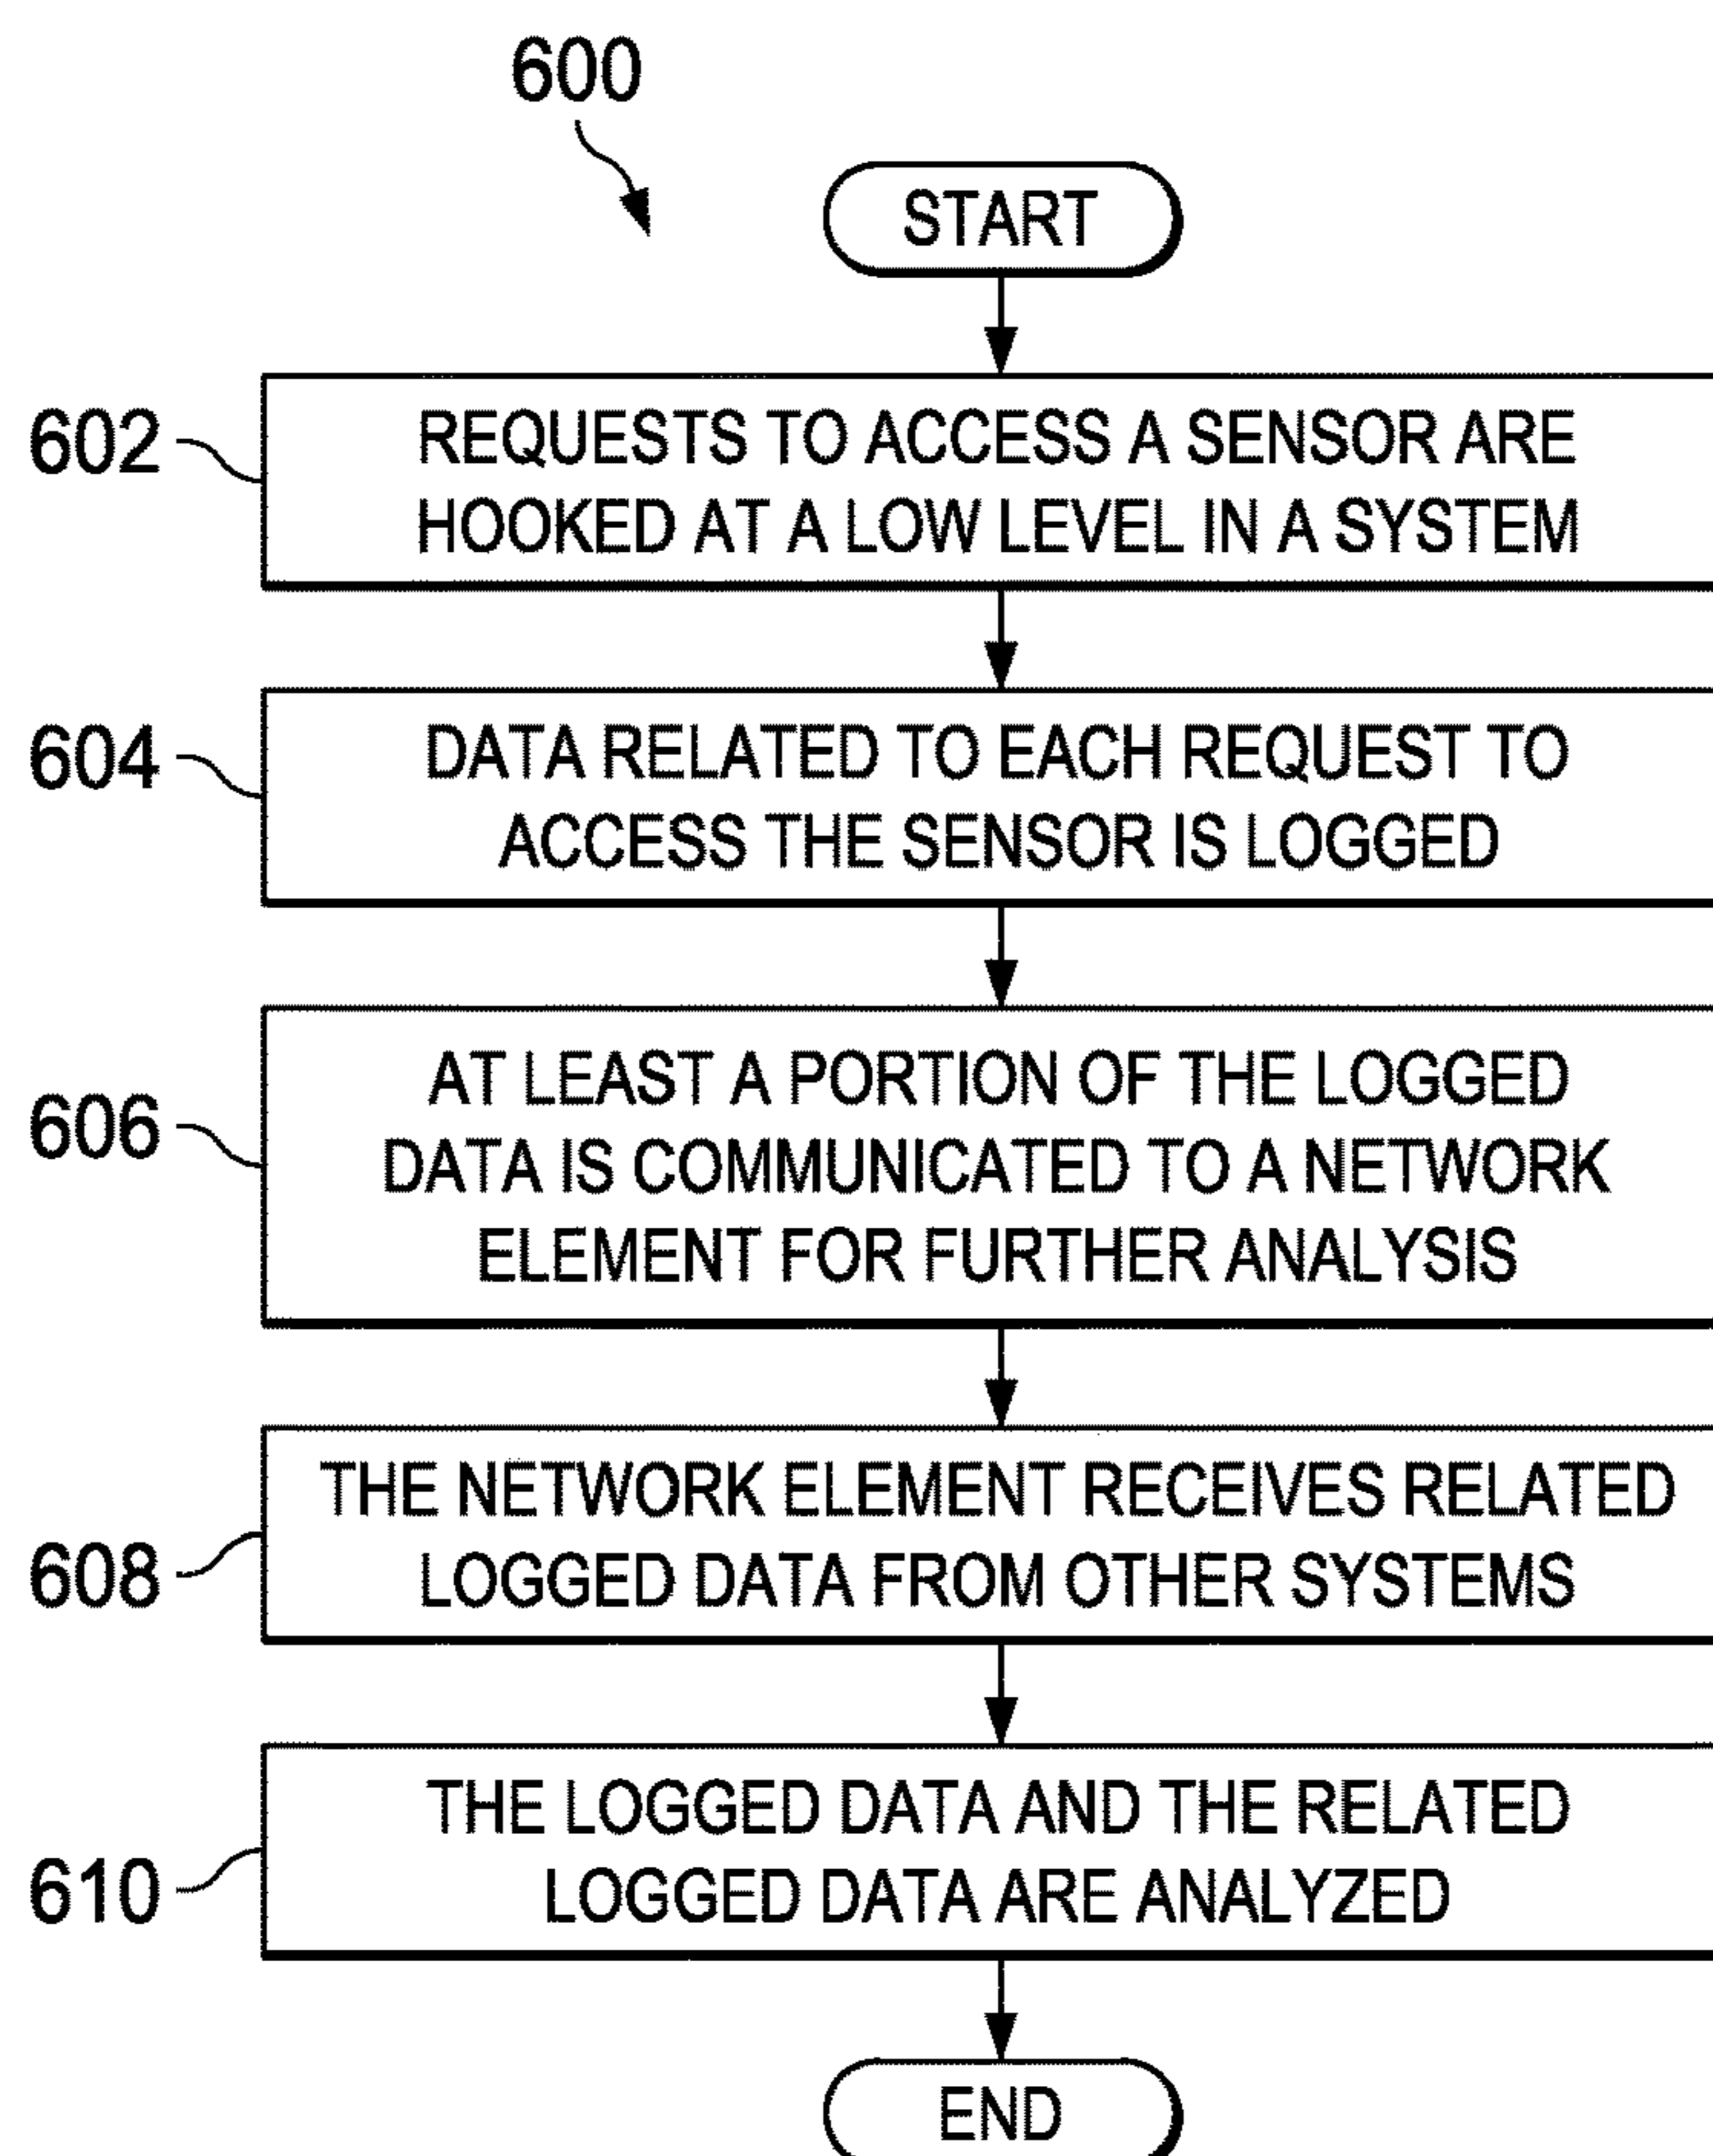 600
START
602
REQUESTS TO ACCESS A SENSOR ARE
HOOKED AT A LOW LEVEL IN A SYSTEM
604
DATA RELATED TO EACH REQUEST TO
ACCESS THE SENSOR IS LOGGED
606
AT LEAST A PORTION OF THE LOGGED
DATA IS COMMUNICATED TO A NETWORK
ELEMENT FOR FURTHER ANALYSIS
608
THE NETWORK ELEMENT RECEIVES RELATED
LOGGED DATA FROM OTHER SYSTEMS
610
THE LOGGED DATA AND THE RELATED
LOGGED DATA ARE ANALYZED
END